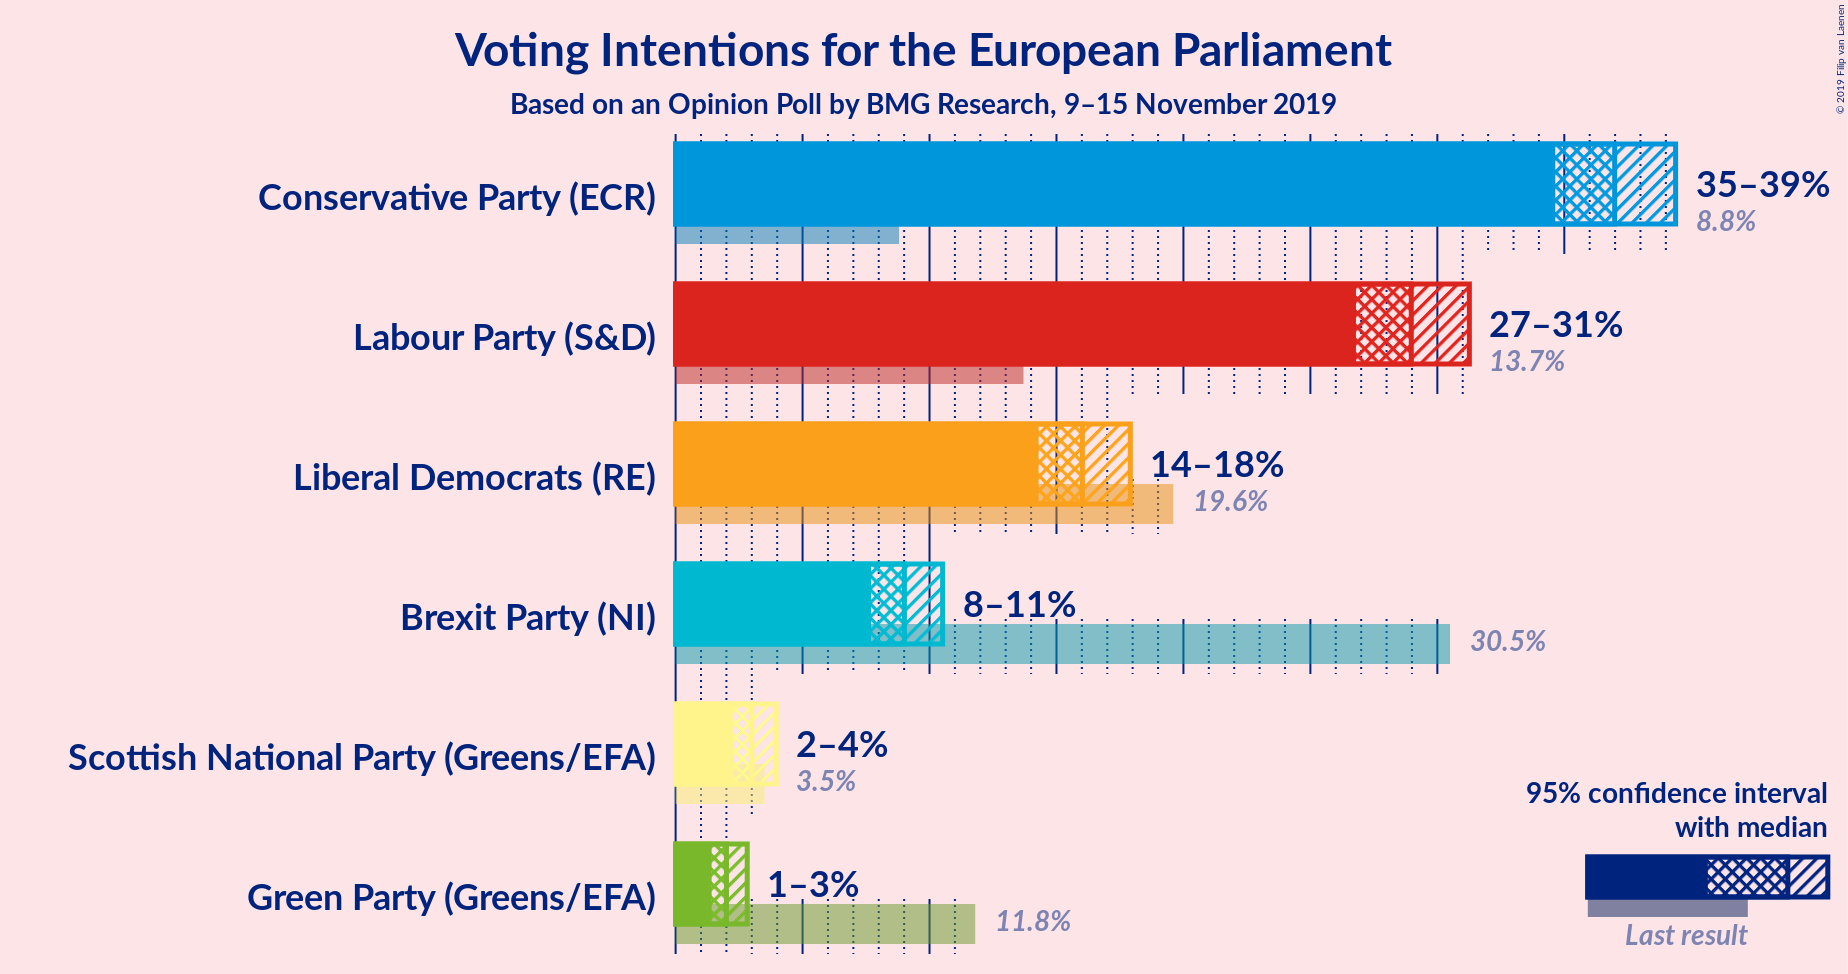 Voting Intentions for the European Parliament
Based on an Opinion Poll by BMG Research, 9–15 November 2019
© 2019 Filip van Laenen
Conservative Party (ECR)
35–39%
8.8%
Labour Party (S&D)
27–31%
13.7%
Liberal Democrats (RE)
14–18%
19.6%
Brexit Party (NI)
8–11%
30.5%
Scottish National Party (Greens/EFA)
2–4%
3.5%
Green Party (Greens/EFA)
1–3%
11.8%
95% confidence interval
with median
Last result